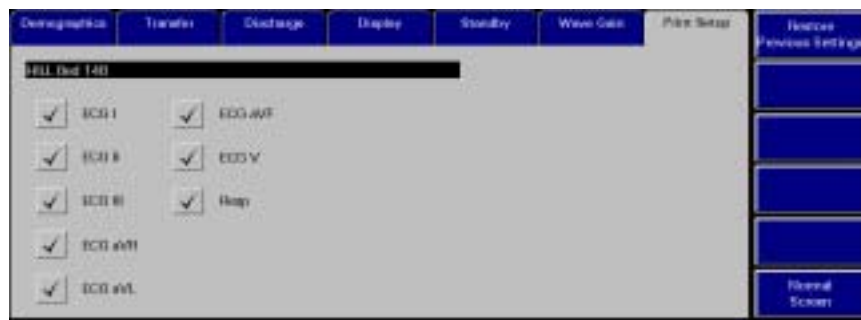 Demographics
Transfer
Discharge
Display
Standby
Wave Gain
Print Setup
Restore
Previous Settings
Bed 140
ECG I
ECG aVF
ECG II
ECG V
ECG III
Resp
ECG aVR
ECG aVL
Normal
Screen